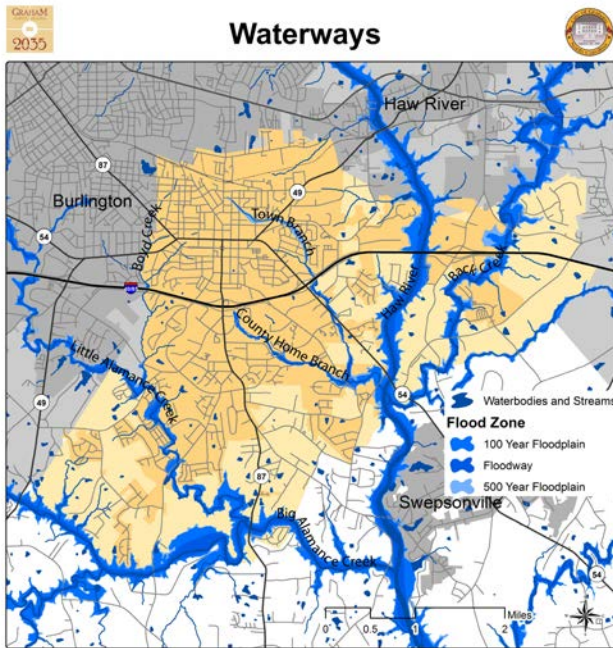 GRAHAM
2035
Waterways
Haw River
87
49
Burlington
Town Branch
Boyd Creek
54
Back Creek
Haw River
County Home Branch
Little Alamance Creek
54
Waterbodies and Streams
Flood Zone
49
100 Year Floodplain
Floodway
87
500 Year Floodplain
Swepsonville
Big Alamance Creek
54
Miles
0 0.5 1 2